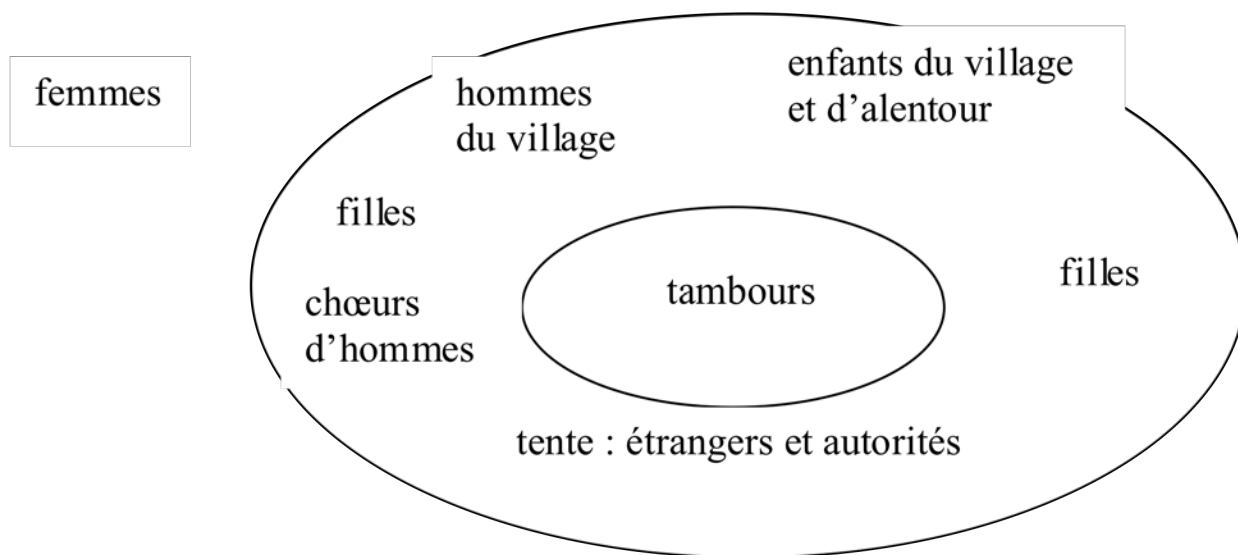 femmes
hommes
du village
enfants du village
et d’alentour
filles
chœurs
d’hommes
tambours
filles
tente : étrangers et autorités